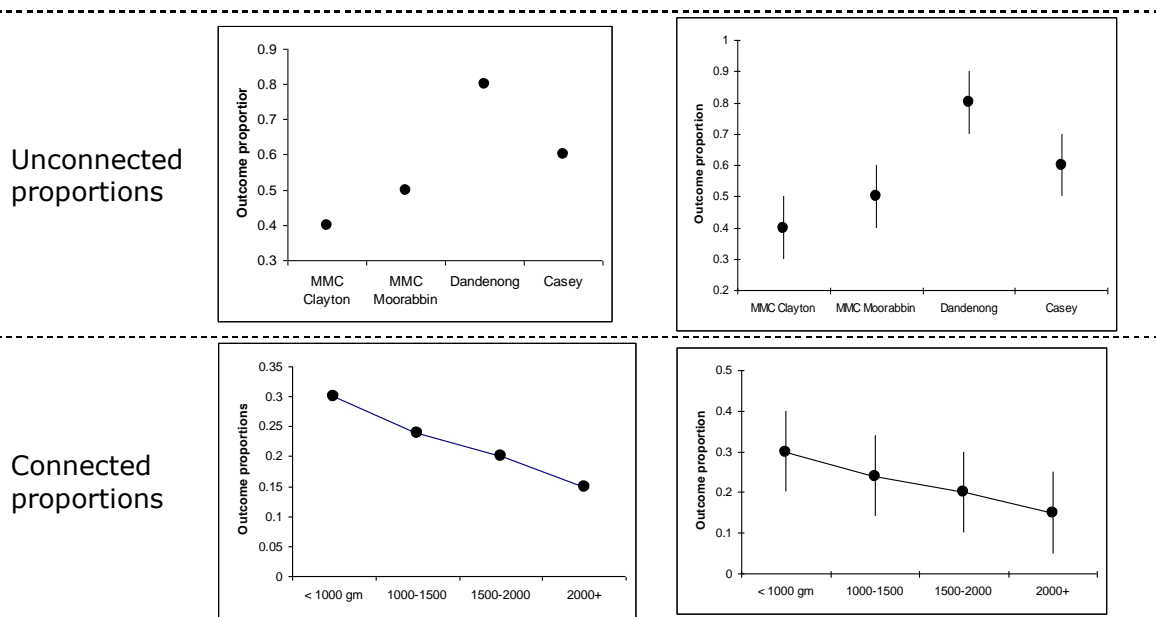 Unconnected
proportions
Outcome proportior
0.9
0.8
0.7
0.6
0.5
0.4
0.3
MMC Clayton
MMC Moorabbin
Dandenong
Casey
Outcome proportion
1
0.9
0.8
0.7
0.6
0.5
0.4
0.3
0.2
MMC Clayton
MMC Moorabbin
Dandenong
Casey
Connected
proportions
Outcome proportions
0.35
0.3
0.25
0.2
0.15
0.1
0.05
0
< 1000 gm
1000-1500
1500-2000
2000+
Outcome proportion
0.5
0.4
0.3
0.2
0.1
0
< 1000 gm
1000-1500
1500-2000
2000+